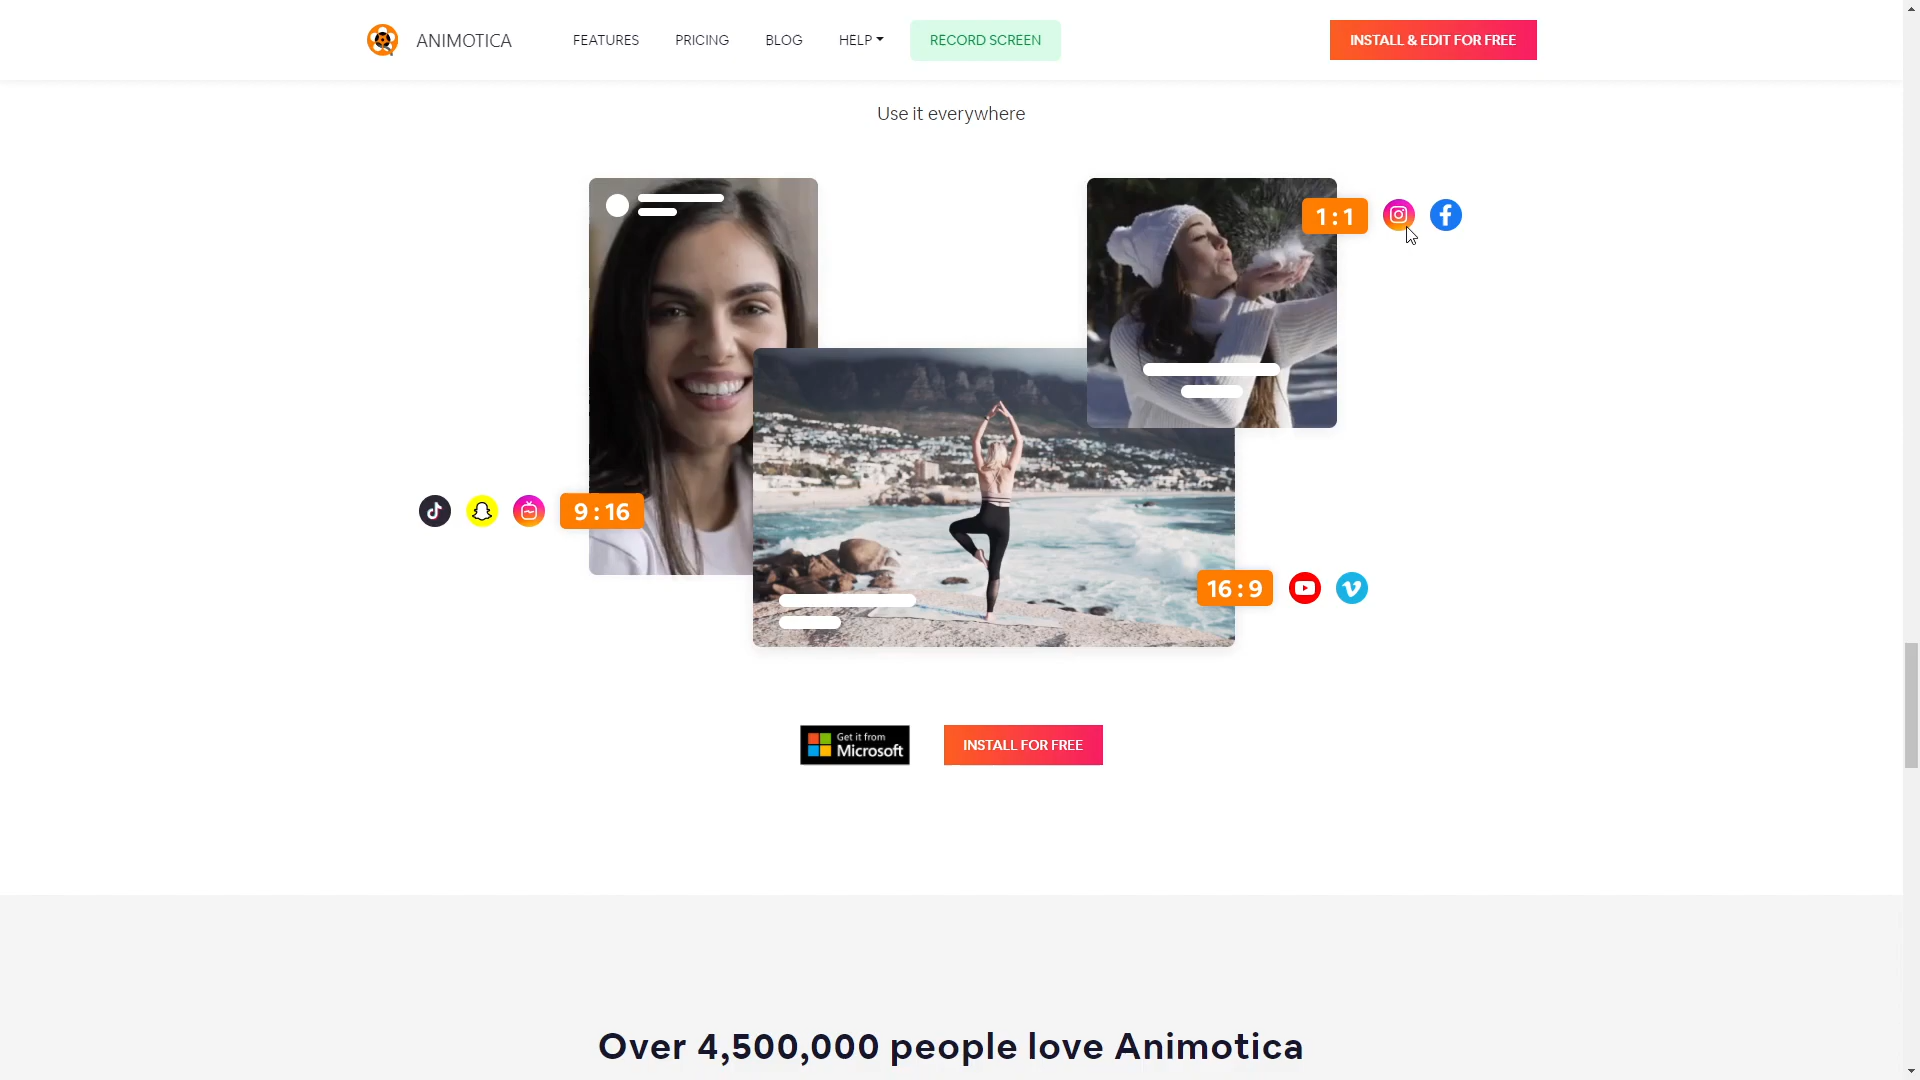 ANIMOTICA
FEATURES
PRICING
BLOG
HELP
RECORD SCREEN
INSTALL & EDIT FOR FREE
Use it everywhere
1 : 1
9 : 16
16 : 9
Get it from
Microsoft
INSTALL FOR FREE
Over 4,500,000 people love Animotica